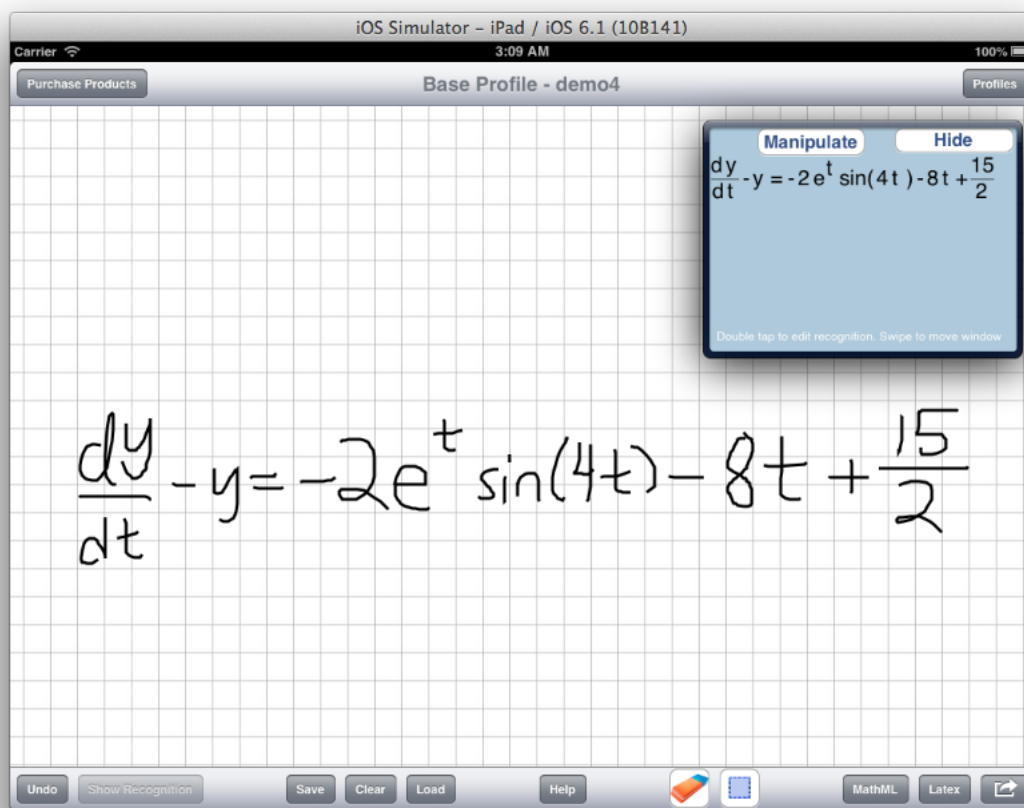 iOS Simulator – iPad / iOS 6.1 (10B141)
Carrier 3:09 AM 100%
Purchase Products Base Profile - demo4 Profiles
Manipulate Hide
dy/dt - y = -2e^t sin(4t) - 8t + 15/2
Double tap to edit recognition. Swipe to move window
dy/dt - y = -2e^t sin(4t) - 8t + 15/2
Undo Show Recognition Save Clear Load Help MathML Latex